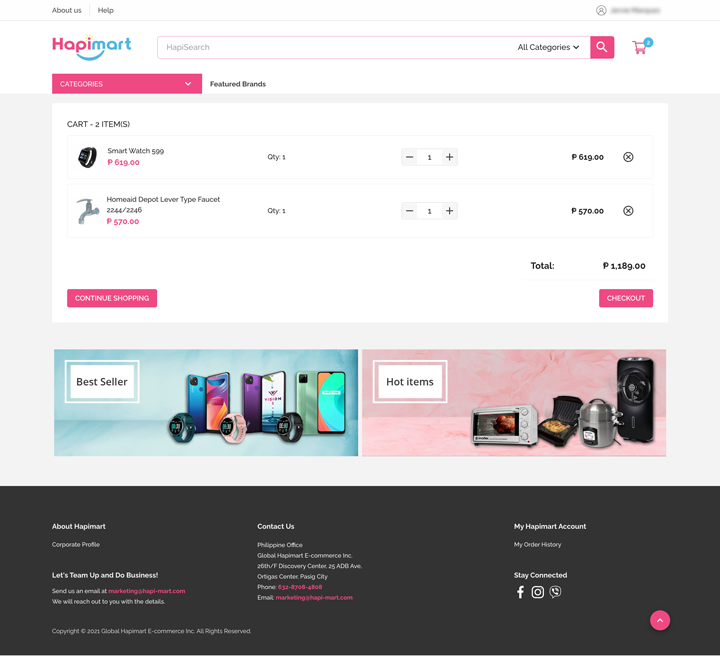 About us
Help
Hapimart
HapiSearch
All Categories
2
CATEGORIES
Featured Brands
CART - 2 ITEM(S)
Smart Watch 599
₱ 619.00
Qty: 1
1
₱ 619.00
Homeaid Depot Lever Type Faucet
2244/2246
₱ 570.00
Qty: 1
1
₱ 570.00
Total:
₱ 1,189.00
CONTINUE SHOPPING
CHECKOUT
Best Seller
Hot items
About Hapimart
Corporate Profile
Let's Team Up and Do Business!
Send us an email at marketing@hapi-mart.com
We will reach out to you with the details.
Contact Us
Philippine Office
Global Hapimart E-commerce Inc.
26th/F Discovery Center, 25 ADB Ave,
Ortigas Center, Pasig City
Phone: 632-8706-4808
Email: marketing@hapi-mart.com
My Hapimart Account
My Order History
Stay Connected
Copyright © 2021 Global Hapimart E-commerce Inc. All Rights Reserved.